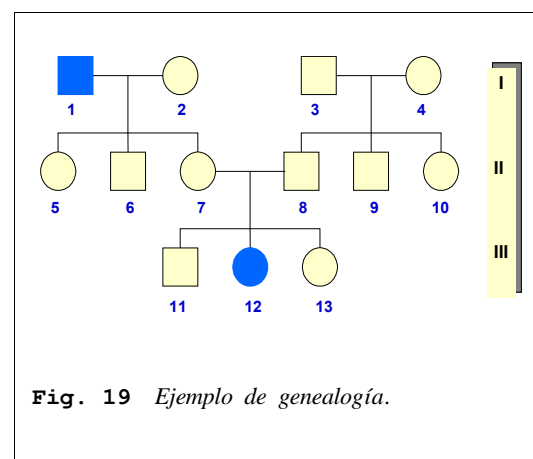 I
1 2 3 4
II
5 6 7 8 9 10
III
11 12 13
Fig. 19 Ejemplo de genealogía.